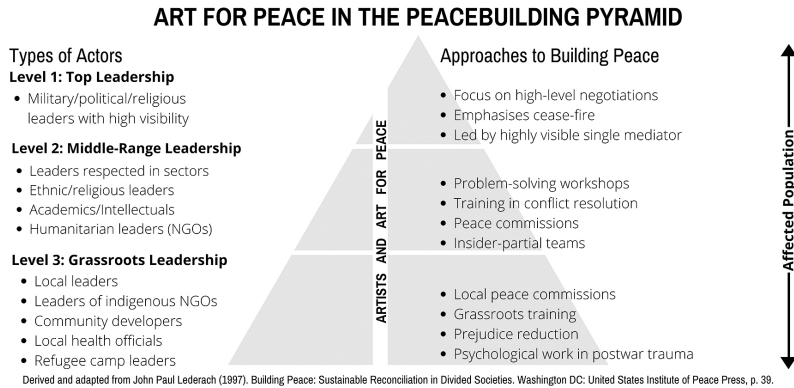 ART FOR PEACE IN THE PEACEBUILDING PYRAMID
Types of Actors
Level 1: Top Leadership
• Military/political/religious
leaders with high visibility
Level 2: Middle-Range Leadership
• Leaders respected in sectors
• Ethnic/religious leaders
• Academics/Intellectuals
• Humanitarian leaders (NGOs)
Level 3: Grassroots Leadership
• Local leaders
• Leaders of indigenous NGOs
• Community developers
• Local health officials
• Refugee camp leaders
ARTISTS AND ART FOR PEACE
Approaches to Building Peace
• Focus on high-level negotiations
• Emphasises cease-fire
• Led by highly visible single mediator
• Problem-solving workshops
• Training in conflict resolution
• Peace commissions
• Insider-partial teams
• Local peace commissions
• Grassroots training
• Prejudice reduction
• Psychological work in postwar trauma
Affected Population
Derived and adapted from John Paul Lederach (1997). Building Peace: Sustainable Reconciliation in Divided Societies. Washington DC: United States Institute of Peace Press, p. 39.